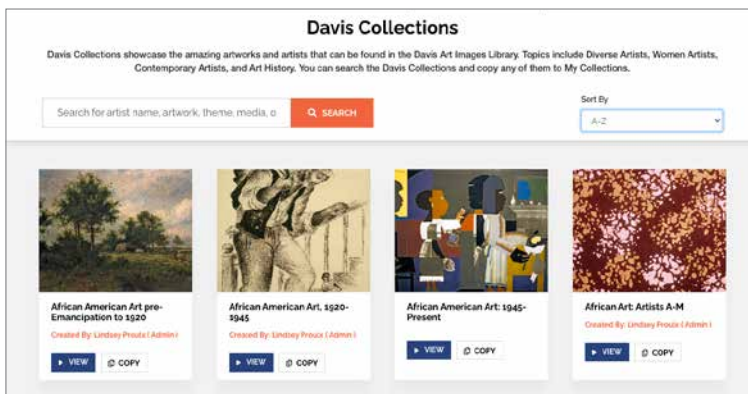 Davis Collections
Davis Collections showcase the amazing artworks and artists that can be found in the Davis Art Images Library. Topics include Diverse Artists, Women Artists,
Contemporary Artists, and Art History. You can search the Davis Collections and copy any of them to My Collections.
Sort By
Search for artist name, artwork, theme, media, o
SEARCH
A-Z
African American Art pre-
Emancipation to 1920
Created By: Lindsey Proulx ( Admin )
VIEW
COPY
African American Art, 1920-
1945
Created By: Lindsey Proulx ( Admin )
VIEW
COPY
African American Art: 1945-
Present
VIEW
COPY
African Art: Artists A-M
Created By: Lindsey Proulx ( Admin )
VIEW
COPY